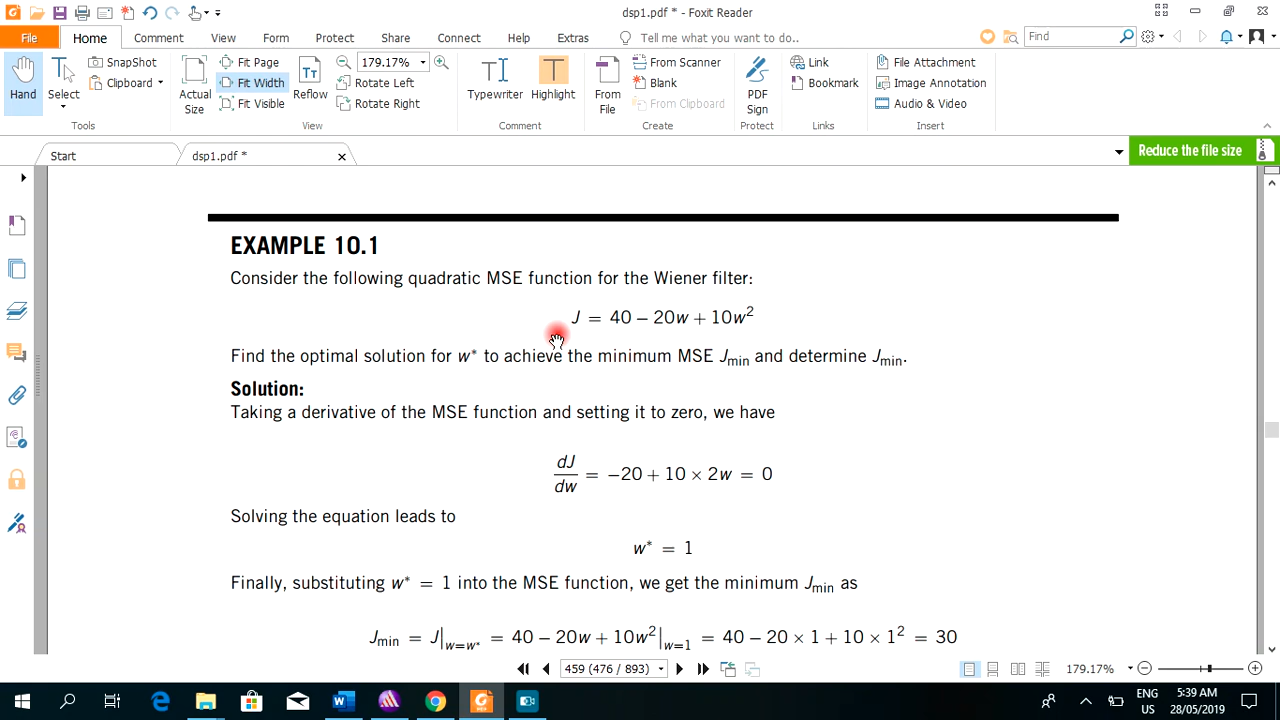 dsp1.pdf * - Foxit Reader
File Home Comment View Form Protect Share Connect Help Extras Tell me what you want to do.. Find
Hand
Select
SnapShot
Clipboard
Tools
Actual Size
Fit Page
Fit Width
Fit Visible
Reflow
179.17%
Rotate Left
Rotate Right
View
Typewriter
Highlight
Comment
From File
From Scanner
Blank
From Clipboard
Create
PDF Sign
Protect
Link
Bookmark
Links
File Attachment
Image Annotation
Audio & Video
Insert
Start dsp1.pdf * Reduce the file size
EXAMPLE 10.1
Consider the following quadratic MSE function for the Wiener filter:
J = 40 − 20w + 10w²
Find the optimal solution for w* to achieve the minimum MSE J_min and determine J_min.
Solution:
Taking a derivative of the MSE function and setting it to zero, we have
dJ/dw = −20 + 10 × 2w = 0
Solving the equation leads to
w* = 1
Finally, substituting w* = 1 into the MSE function, we get the minimum J_min as
J_min = J|_w=w* = 40 − 20w + 10w²|_w=1 = 40 − 20 × 1 + 10 × 1² = 30
459 (476 / 893) 179.17%
ENG US
5:39 AM
28/05/2019